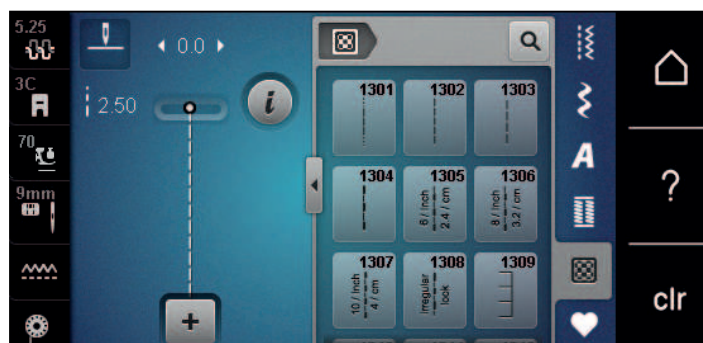 5.25
0.0
3C
2.50
i
70
9mm
1301
1302
1303
1304
1305
6 / Inch
2.4 / cm
1306
8 / Inch
3.2 / cm
1307
10 / Inch
4 / cm
1308
irregular
look
1309
A
?
clr